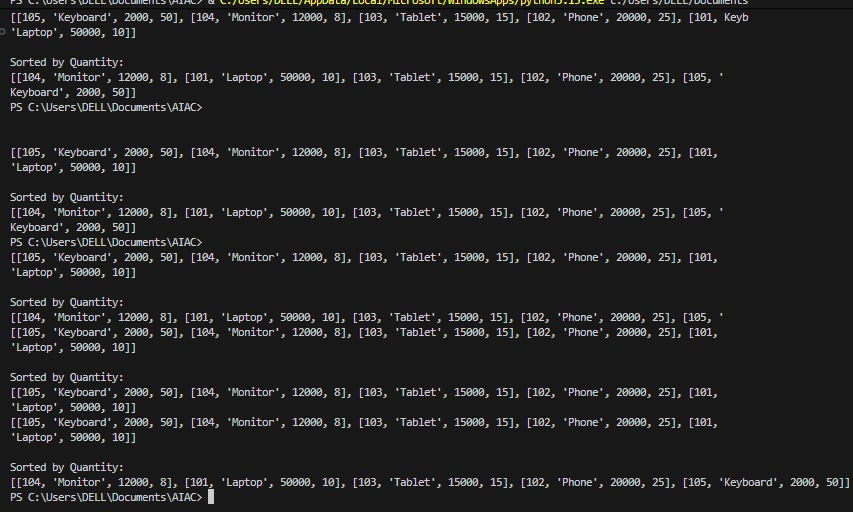 PS C:\Users\DELL\Documents\AIAC> & C:/Users/DELL/AppData/Local/Microsoft/WindowsApps/python3.13.exe c:/Users/DELL/Documents
[[105, 'Keyboard', 2000, 50], [104, 'Monitor', 12000, 8], [103, 'Tablet', 15000, 15], [102, 'Phone', 20000, 25], [101, Keyb
'Laptop', 50000, 10]]
Sorted by Quantity:
[[104, 'Monitor', 12000, 8], [101, 'Laptop', 50000, 10], [103, 'Tablet', 15000, 15], [102, 'Phone', 20000, 25], [105, '
Keyboard', 2000, 50]]
PS C:\Users\DELL\Documents\AIAC>
[[105, 'Keyboard', 2000, 50], [104, 'Monitor', 12000, 8], [103, 'Tablet', 15000, 15], [102, 'Phone', 20000, 25], [101,
'Laptop', 50000, 10]]
Sorted by Quantity:
[[104, 'Monitor', 12000, 8], [101, 'Laptop', 50000, 10], [103, 'Tablet', 15000, 15], [102, 'Phone', 20000, 25], [105, '
Keyboard', 2000, 50]]
PS C:\Users\DELL\Documents\AIAC>
[[105, 'Keyboard', 2000, 50], [104, 'Monitor', 12000, 8], [103, 'Tablet', 15000, 15], [102, 'Phone', 20000, 25], [101,
'Laptop', 50000, 10]]
Sorted by Quantity:
[[104, 'Monitor', 12000, 8], [101, 'Laptop', 50000, 10], [103, 'Tablet', 15000, 15], [102, 'Phone', 20000, 25], [105, '
[[105, 'Keyboard', 2000, 50], [104, 'Monitor', 12000, 8], [103, 'Tablet', 15000, 15], [102, 'Phone', 20000, 25], [101,
'Laptop', 50000, 10]]
Sorted by Quantity:
[[105, 'Keyboard', 2000, 50], [104, 'Monitor', 12000, 8], [103, 'Tablet', 15000, 15], [102, 'Phone', 20000, 25], [101,
'Laptop', 50000, 10]]
[[105, 'Keyboard', 2000, 50], [104, 'Monitor', 12000, 8], [103, 'Tablet', 15000, 15], [102, 'Phone', 20000, 25], [101,
'Laptop', 50000, 10]]
Sorted by Quantity:
[[104, 'Monitor', 12000, 8], [101, 'Laptop', 50000, 10], [103, 'Tablet', 15000, 15], [102, 'Phone', 20000, 25], [105, 'Keyboard', 2000, 50]]
PS C:\Users\DELL\Documents\AIAC>